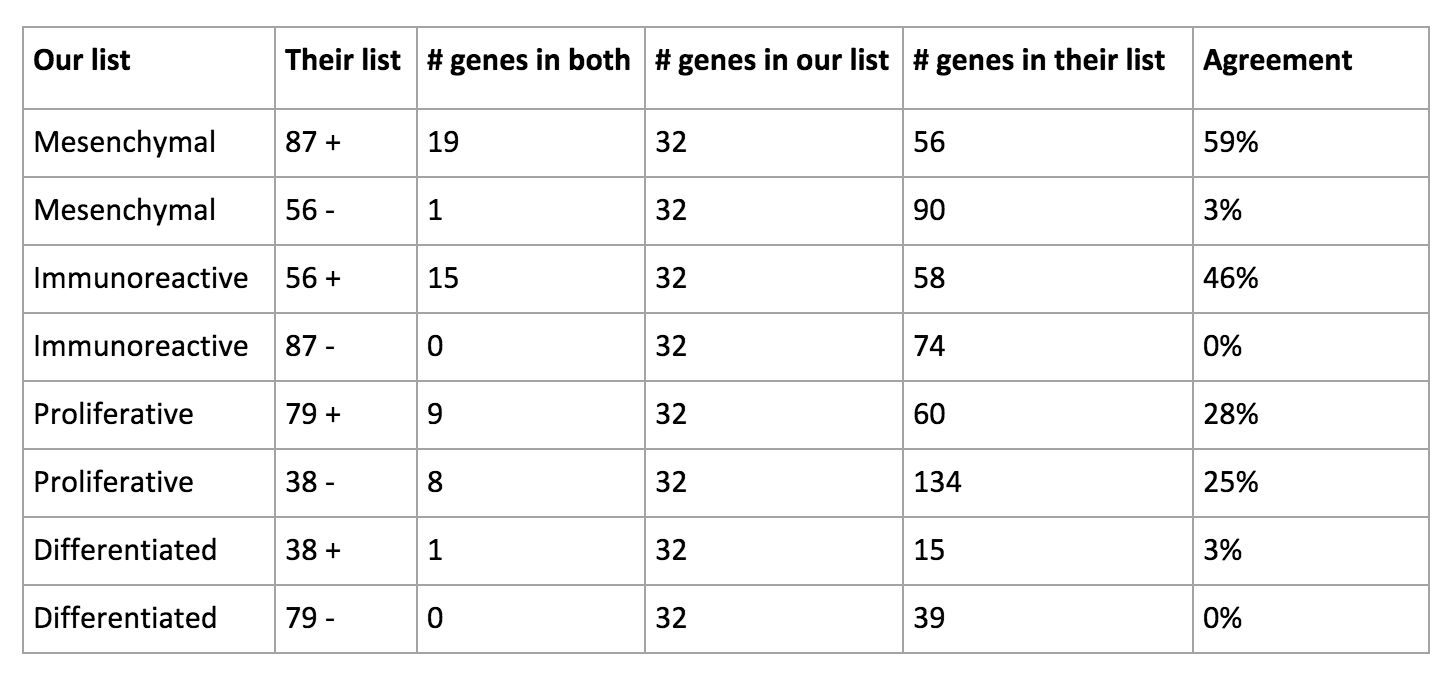 Our list Their list # genes in both # genes in our list # genes in their list Agreement
Mesenchymal 87 + 19 32 56 59%
Mesenchymal 56 - 1 32 90 3%
Immunoreactive 56 + 15 32 58 46%
Immunoreactive 87 - 0 32 74 0%
Proliferative 79 + 9 32 60 28%
Proliferative 38 - 8 32 134 25%
Differentiated 38 + 1 32 15 3%
Differentiated 79 - 0 32 39 0%